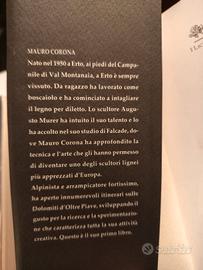 MAURO CORONA
Nato nel 1950 a Erto, ai piedi del Campa-
nile di Val Montanaia, a Erto è sempre
vissuto. Da ragazzo ha lavorato come
boscaiolo e ha cominciato a intagliare
il legno per diletto. Lo scultore Augu-
sto Murer ha intuito il suo talento e lo
ha accolto nel suo studio di Falcade, do-
ve Mauro Corona ha approfondito la
tecnica e l'arte che gli hanno permesso
di diventare uno degli scultori lignei
più apprezzati d'Europa.
Alpinista e arrampicatore fortissimo,
ha aperto innumerevoli itinerari sulle
Dolomiti d'Oltre Piave, sviluppando il
gusto per la ricerca e la sperimentazio-
ne che caratterizza tutta la sua attività
creativa. Questo è il suo primo libro.
subito